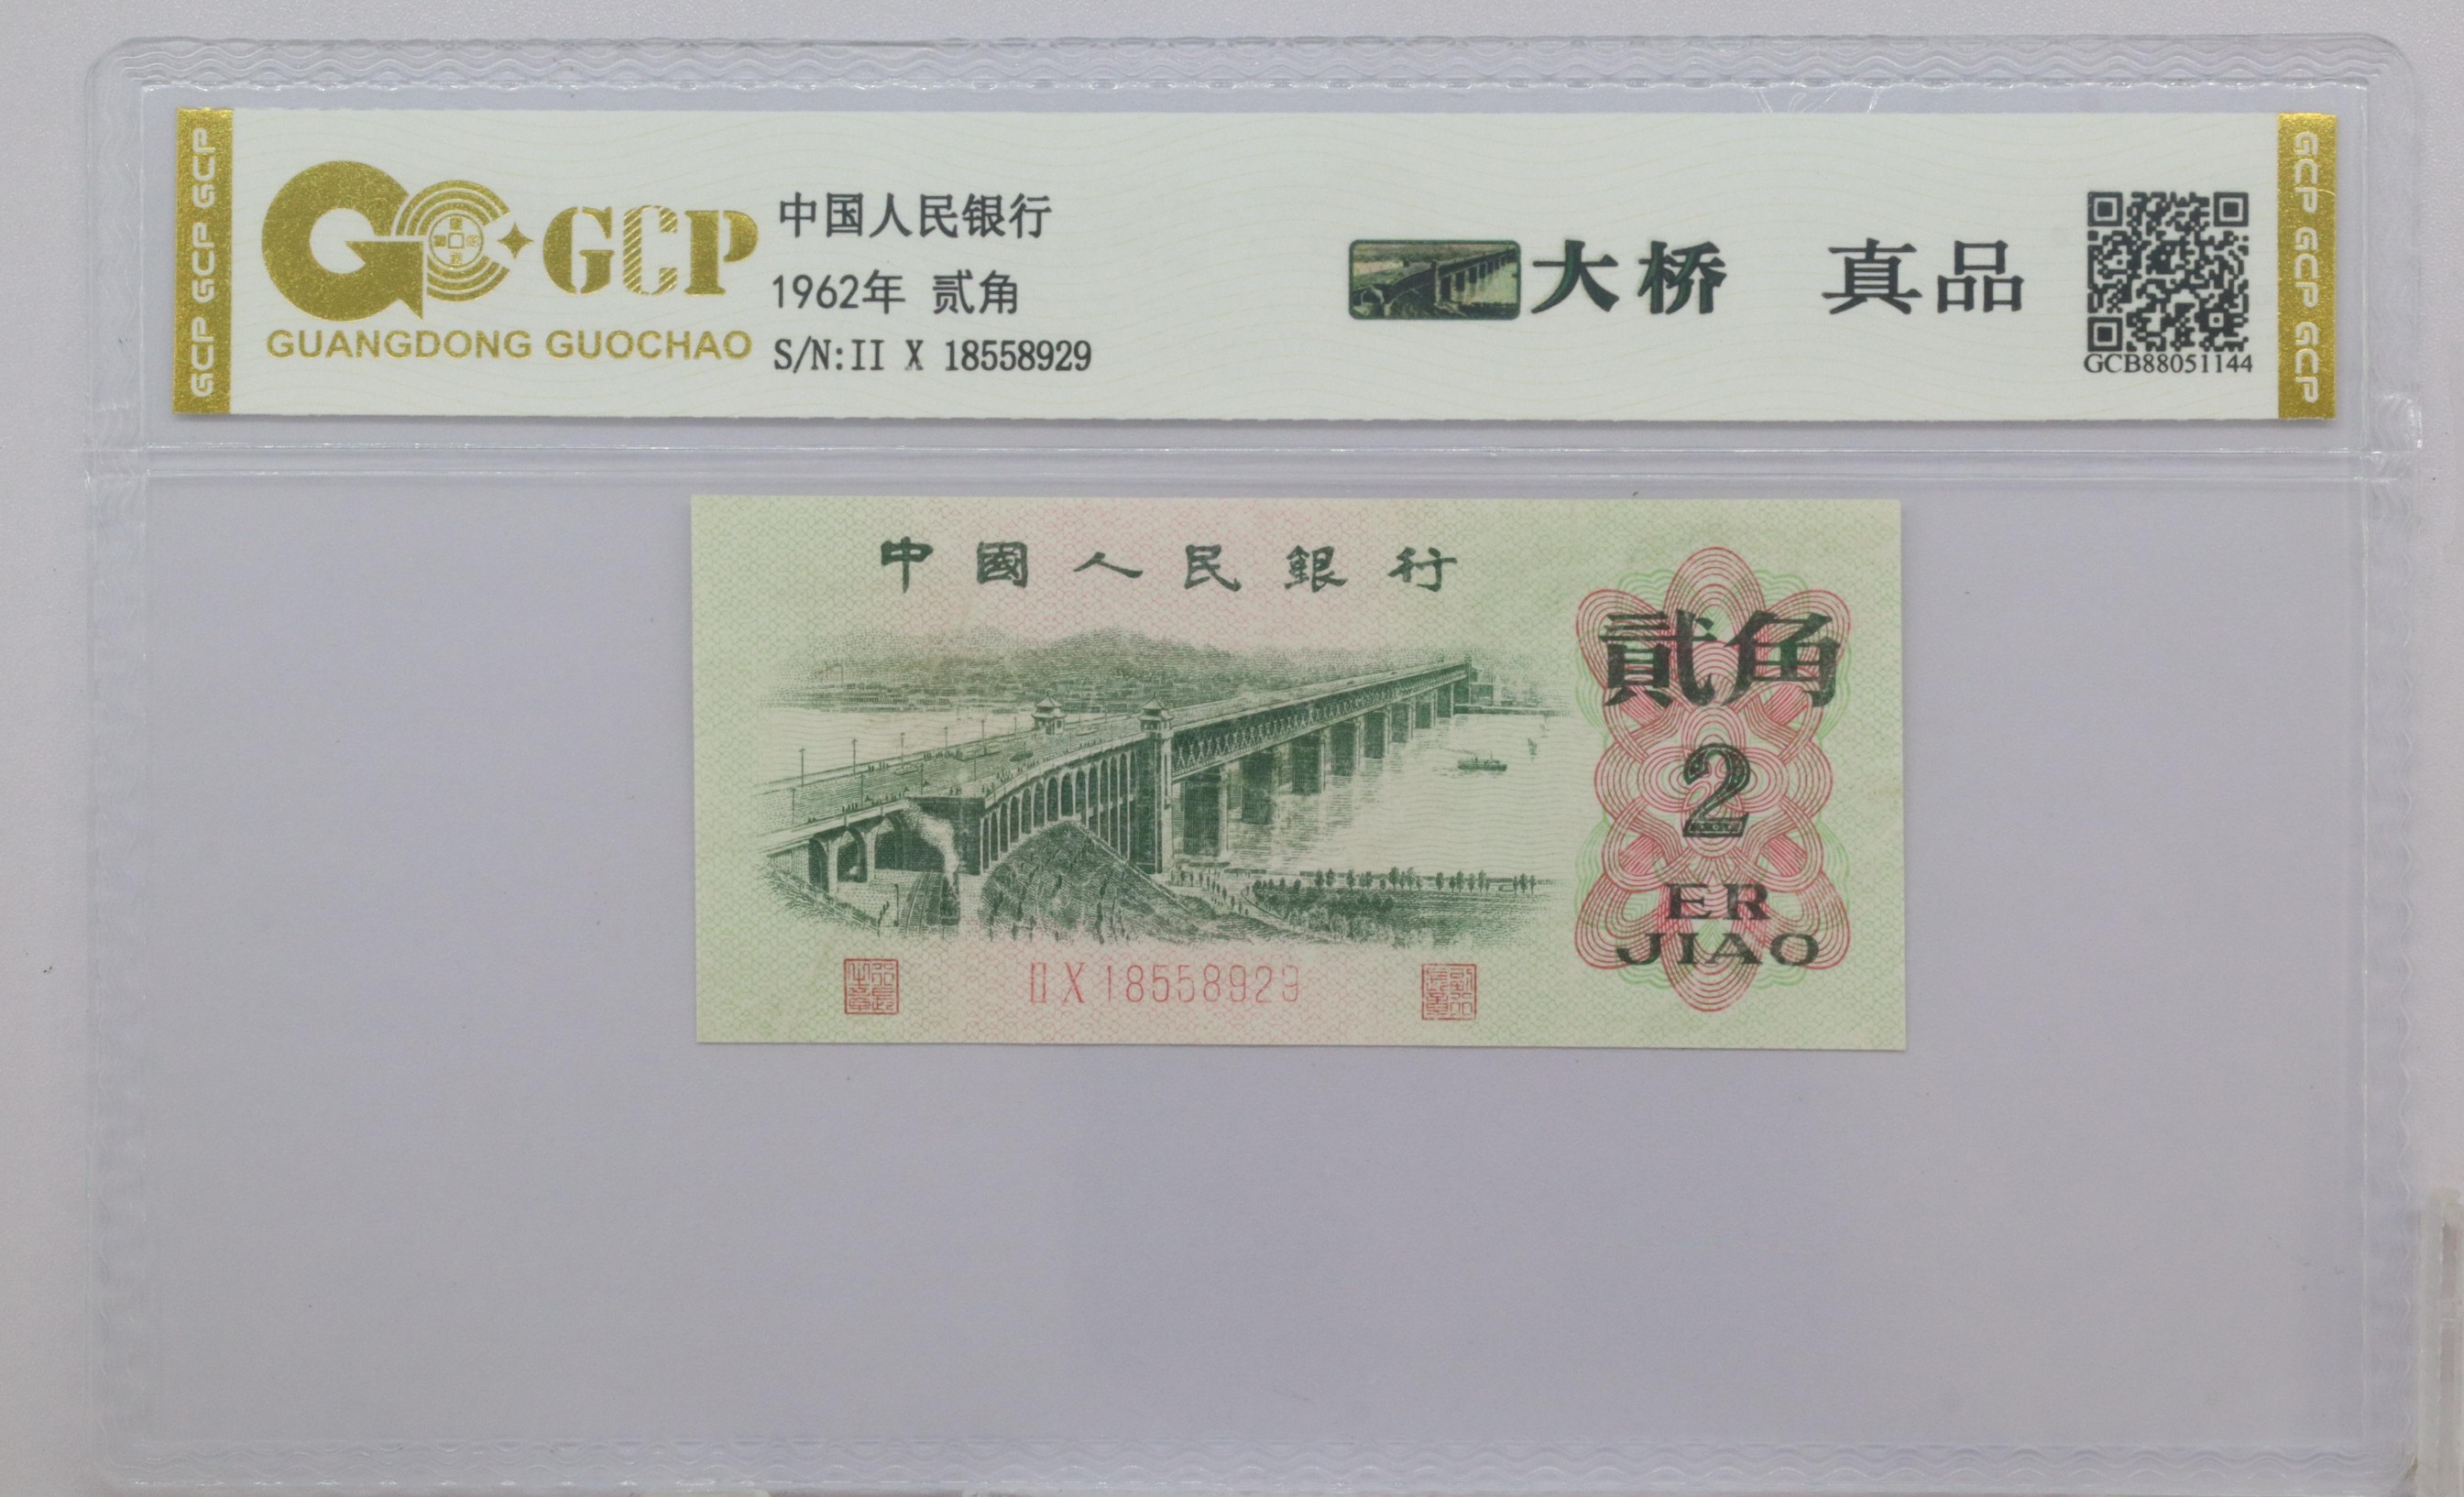 GCP GCP GCP
GCP
GUANGDONG GUOCHAO
中国人民银行
1962年 贰角
S/N:II X 18558929
大桥 真品
GCB88051144
GCP GCP GCP
中國人民銀行
貳角
2
ER
JIAO
II X 18558929